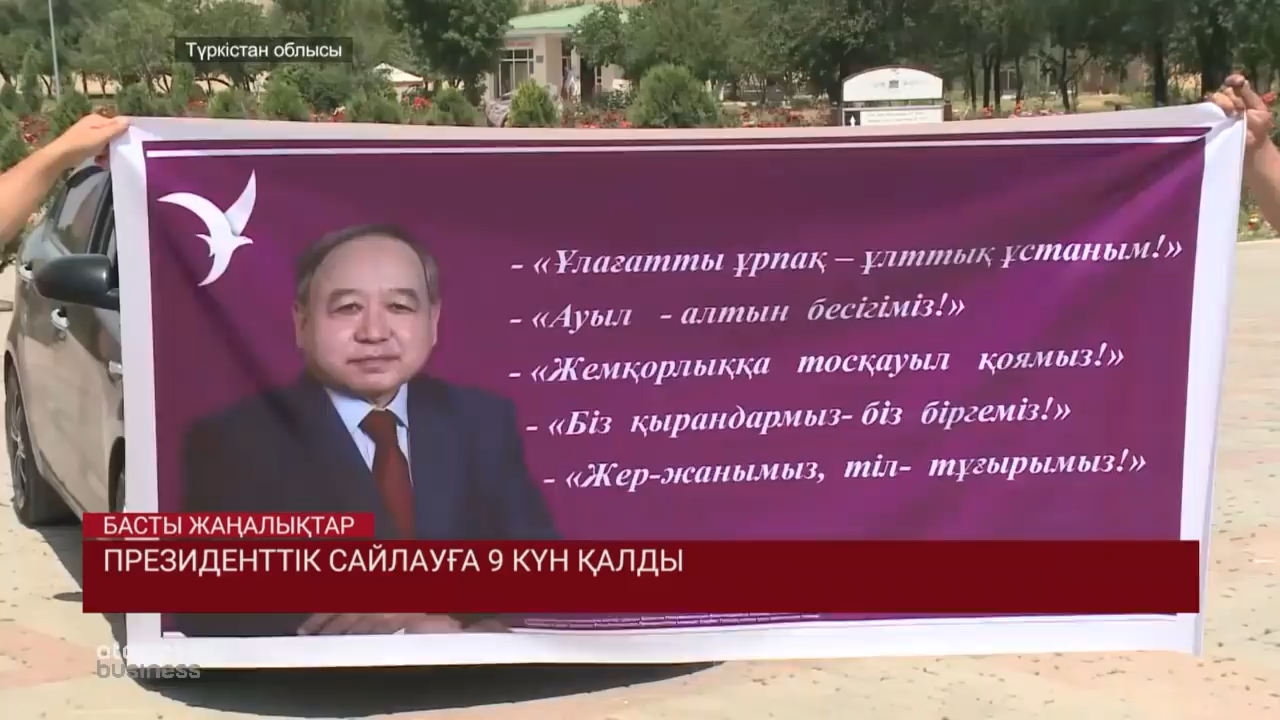 Түркістан облысы
- «Ұлағатты ұрпақ – ұлттық ұстаным!»
- «Ауыл - алтын бесігіміз!»
- «Жемқорлыққа тосқауыл қоямыз!»
- «Біз қырандармыз- біз біргеміз!»
- «Жер-жанымыз, тіл- тұғырымыз!»
БАСТЫ ЖАҢАЛЫҚТАР
ПРЕЗИДЕНТТІК САЙЛАУҒА 9 КҮН ҚАЛДЫ
business